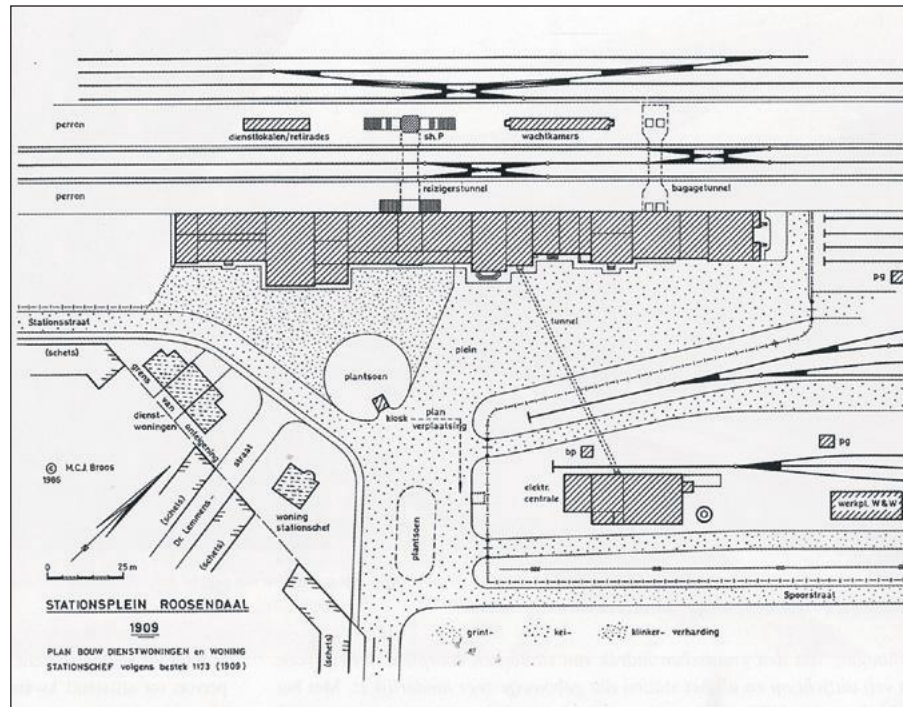 perron
dienstlokalen/retirades
sh.P
wachtkamers
reizigerstunnel
bagagetunnel
perron
pg
Stationsstraat
tunnel
(schets)
plein
plantsoen
grens van onteigening
dienst-
woningen
kiosk
plan
verplaatsing
bp
pg
straat
© M.C.J. Broos
1986
elektr.
centrale
(schets)
Dr. Lemmens-
woning
stationschef
werkpl. W&W
plantsoen
(schets)
0 25 m
Spoorstraat
STATIONSPLEIN ROOSENDAAL
1909
grint- kei- klinker- verharding
(schets)
PLAN BOUW DIENSTWONINGEN en WONING
STATIONSCHEF volgens bestek 1173 (1909)